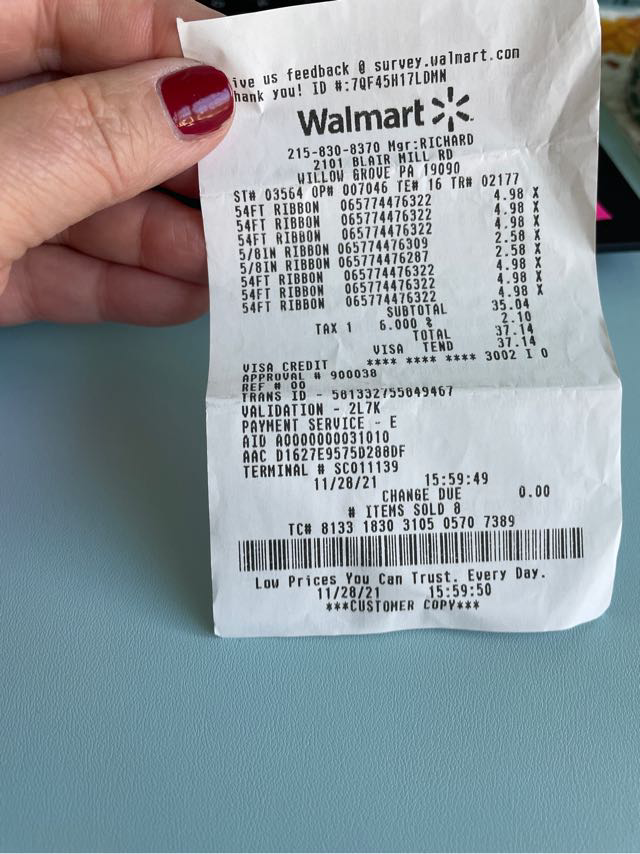 ive us feedback @ survey.walmart.com
hank you! ID #:7QF45H17LDMN
Walmart
215-830-8370 Mgr:RICHARD
2101 BLAIR MILL RD
WILLOW GROVE PA 19090
ST# 03564 OP# 007046 TE# 16 TR# 02177
54FT RIBBON 065774476322 4.98 X
54FT RIBBON 065774476322 4.98 X
54FT RIBBON 065774476322 4.98 X
5/8IN RIBBON 065774476309 2.58 X
5/8IN RIBBON 065774476287 2.58 X
54FT RIBBON 065774476322 4.98 X
54FT RIBBON 065774476322 4.98 X
54FT RIBBON 065774476322 4.98 X
SUBTOTAL 35.04
TAX 1 6.000 % 2.10
TOTAL 37.14
VISA TEND 37.14
VISA CREDIT **** **** **** 3002 I 0
APPROVAL # 900038
REF # 00
TRANS ID - 581332755849467
VALIDATION - 2L7K
PAYMENT SERVICE - E
AID A0000000031010
AAC D1627E9575D288DF
TERMINAL # SC011139
11/28/21 15:59:49
CHANGE DUE 0.00
# ITEMS SOLD 8
TC# 8133 1830 3105 0570 7389
Low Prices You Can Trust. Every Day.
11/28/21 15:59:50
***CUSTOMER COPY***